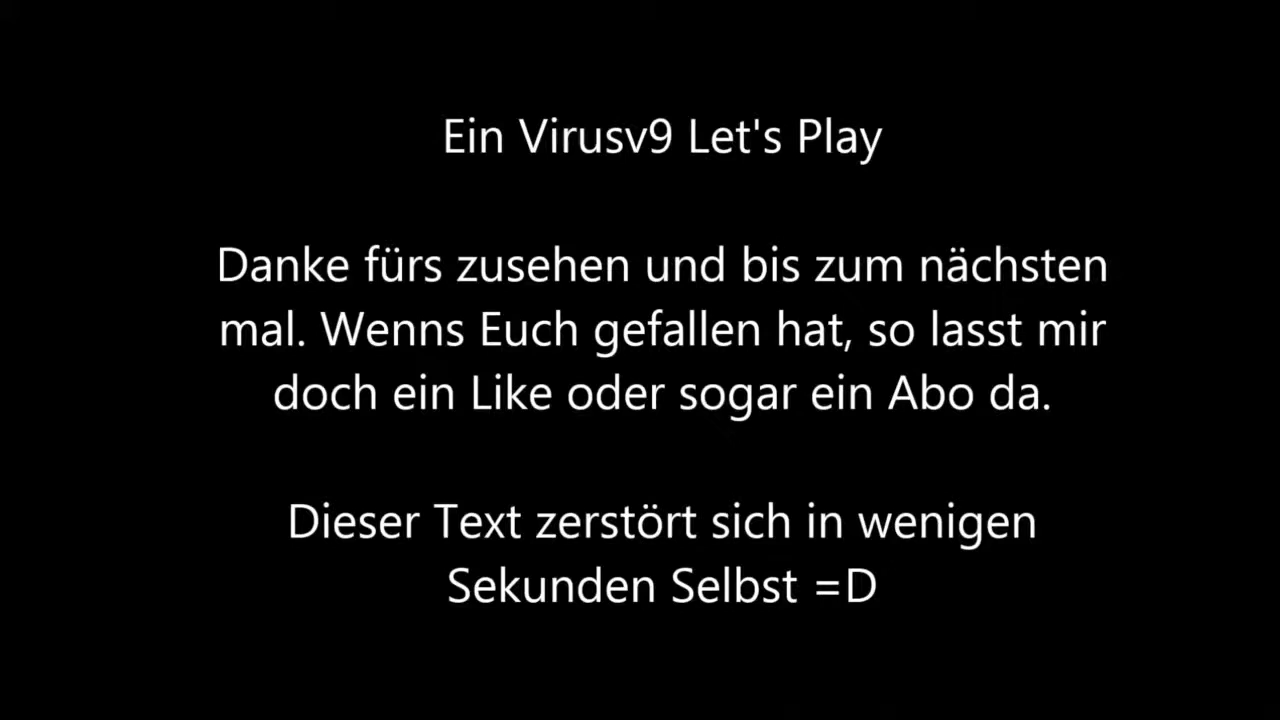 Ein Virusv9 Let's Play
Danke fürs zusehen und bis zum nächsten
mal. Wenns Euch gefallen hat, so lasst mir
doch ein Like oder sogar ein Abo da.
Dieser Text zerstört sich in wenigen
Sekunden Selbst =D